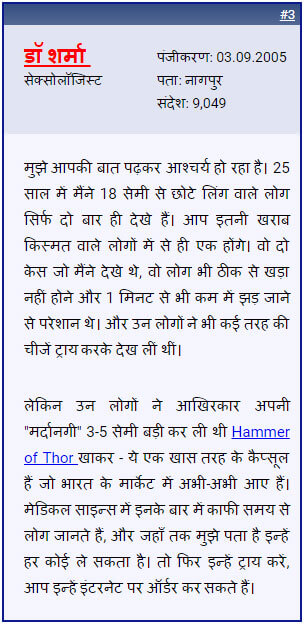 #3
डॉ शर्मा
सेक्सोलॉजिस्ट
पंजीकरण: 03.09.2005
पता: नागपुर
संदेश: 9,049
मुझे आपकी बात पढ़कर आश्चर्य हो रहा है। 25
साल में मैंने 18 सेमी से छोटे लिंग वाले लोग
सिर्फ दो बार ही देखे हैं। आप इतनी खराब
किस्मत वाले लोगों में से ही एक होंगे। वो दो
केस जो मैंने देखे थे, वो लोग भी ठीक से खड़ा
नहीं होने और 1 मिनट से भी कम में झड़ जाने
से परेशान थे। और उन लोगों ने भी कई तरह की
चीजें ट्राय करके देख लीं थीं।
लेकिन उन लोगों ने आखिरकार अपनी
"मर्दानगी" 3-5 सेमी बड़ी कर ली थी Hammer
of Thor खाकर - ये एक खास तरह के कैप्सूल
हैं जो भारत के मार्केट में अभी-अभी आए हैं।
मेडिकल साइन्स में इनके बारे में काफी समय से
लोग जानते हैं, और जहाँ तक मुझे पता है इन्हें
हर कोई ले सकता है। तो फिर इन्हें ट्राय करें,
आप इन्हें इंटरनेट पर ऑर्डर कर सकते हैं।